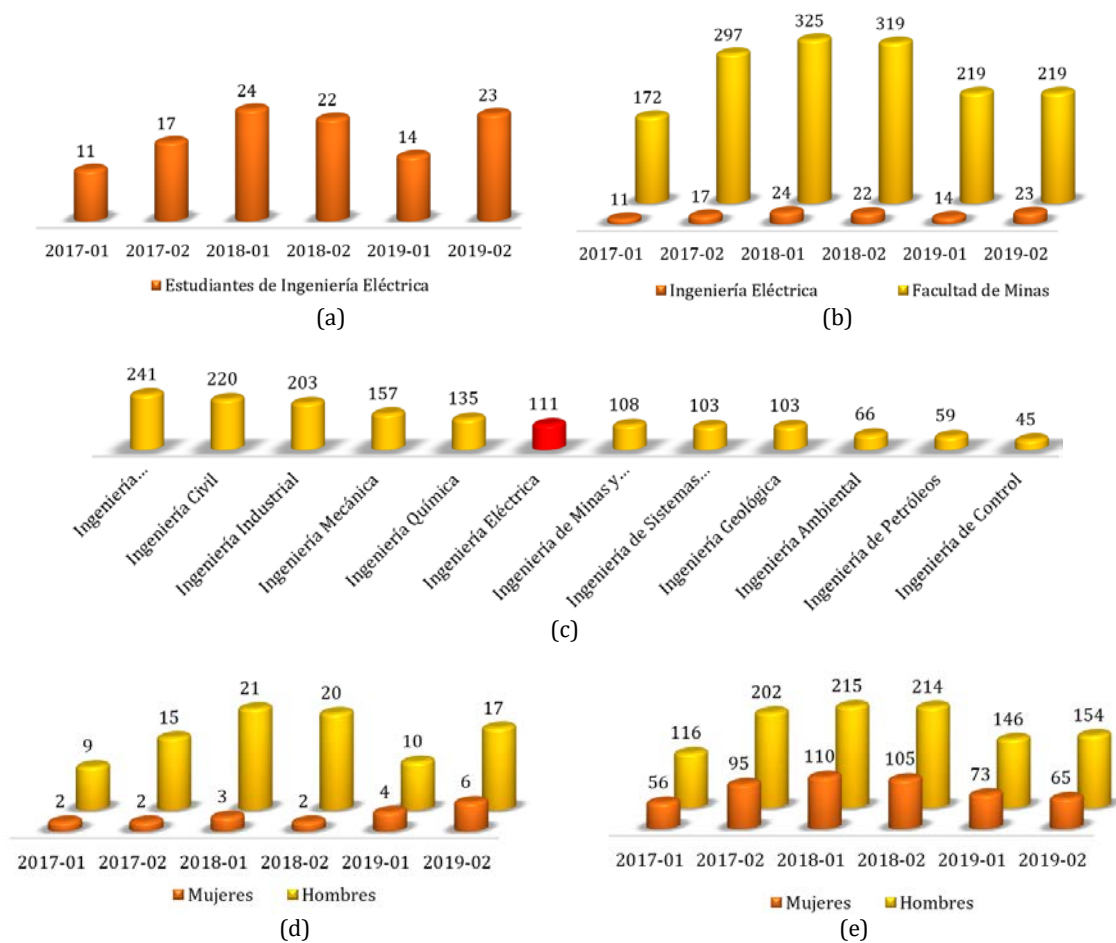 11 17 24 22 14 23
2017-01 2017-02 2018-01 2018-02 2019-01 2019-02
Estudiantes de Ingeniería Eléctrica
(a)
172 297 325 319 219 219
11 17 24 22 14 23
2017-01 2017-02 2018-01 2018-02 2019-01 2019-02
Ingeniería Eléctrica Facultad de Minas
(b)
241 220 203 157 135 111 108 103 103 66 59 45
Ingeniería...
Ingeniería Civil
Ingeniería Industrial
Ingeniería Mecánica
Ingeniería Química
Ingeniería Eléctrica
Ingeniería de Minas y...
Ingeniería de Sistemas...
Ingeniería Geológica
Ingeniería Ambiental
Ingeniería de Petróleos
Ingeniería de Control
(c)
9 15 21 20 10 17
2 2 3 2 4 6
2017-01 2017-02 2018-01 2018-02 2019-01 2019-02
Mujeres Hombres
(d)
116 202 215 214 146 154
56 95 110 105 73 65
2017-01 2017-02 2018-01 2018-02 2019-01 2019-02
Mujeres Hombres
(e)